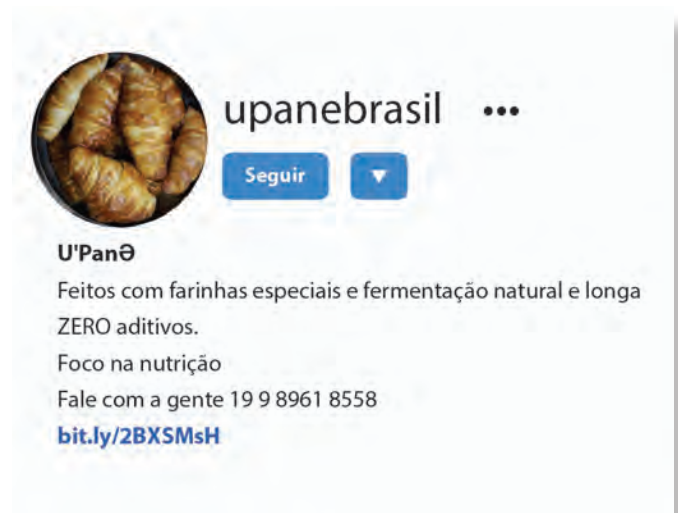 upanebrasil •••
Seguir ▼
U'PanƏ
Feitos com farinhas especiais e fermentação natural e longa
ZERO aditivos.
Foco na nutrição
Fale com a gente 19 9 8961 8558
bit.ly/2BXSMsH